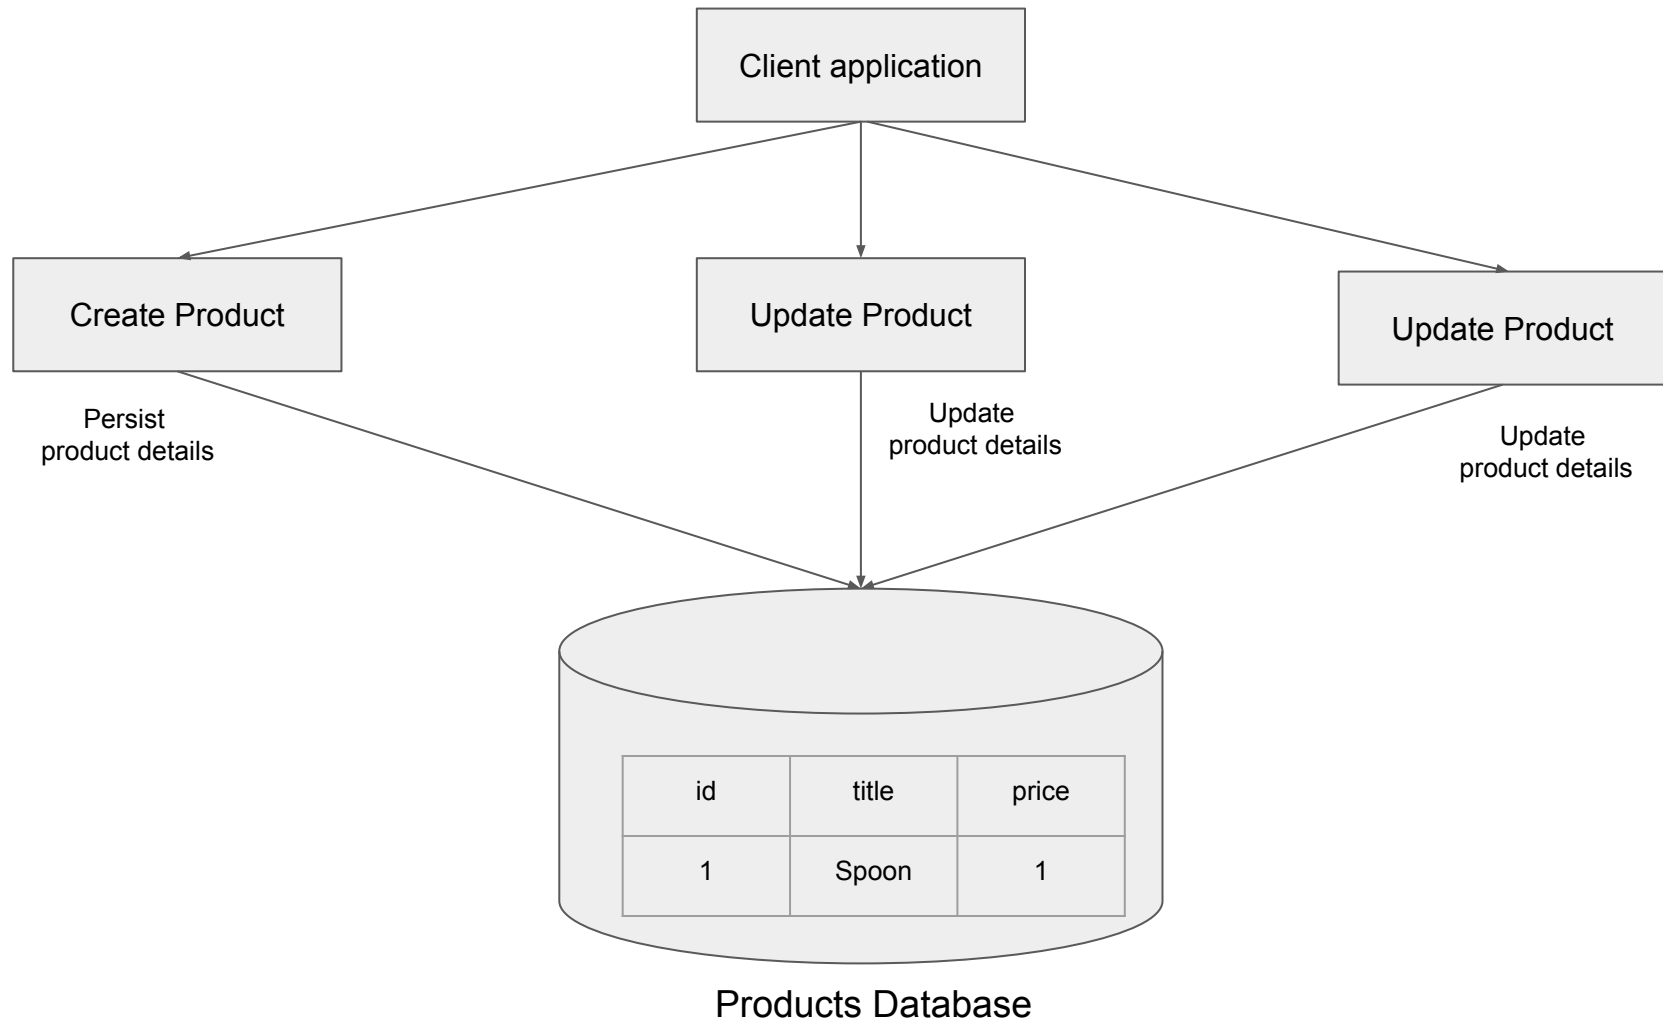 Client application
Create Product
Update Product
Update Product
Persist
product details
Update
product details
Update
product details
id title price
1 Spoon 1
Products Database